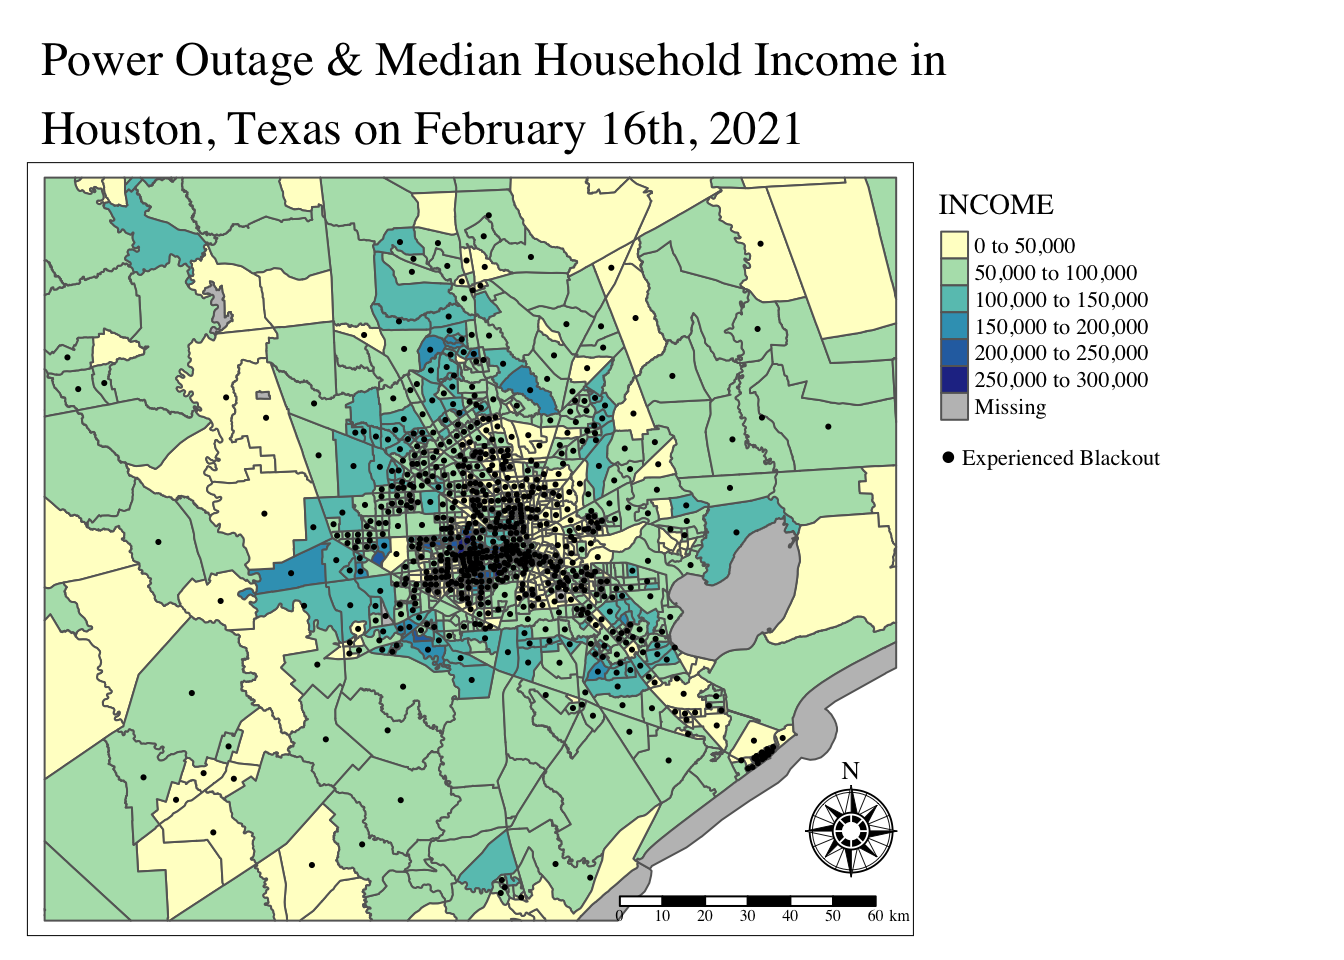 Power Outage & Median Household Income in
Houston, Texas on February 16th, 2021
INCOME
0 to 50,000
50,000 to 100,000
100,000 to 150,000
150,000 to 200,000
200,000 to 250,000
250,000 to 300,000
Missing
Experienced Blackout
N
0 10 20 30 40 50 60 km